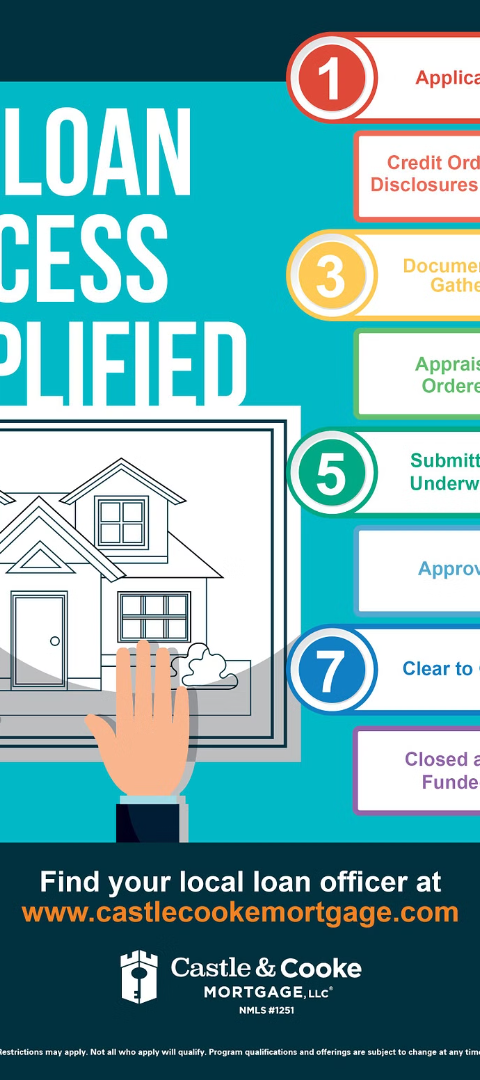 LOAN
CESS
PLIFIED
1
Applica
Credit Ord
Disclosures
3
Documen
Gathe
Apprais
Ordere
5
Submitt
Underw
Approv
7
Clear to
Closed a
Funde
Find your local loan officer at
www.castlecookemortgage.com
Castle & Cooke
MORTGAGE, LLC®
NMLS #1251
Restrictions may apply. Not all who apply will qualify. Program qualifications and offerings are subject to change at any time